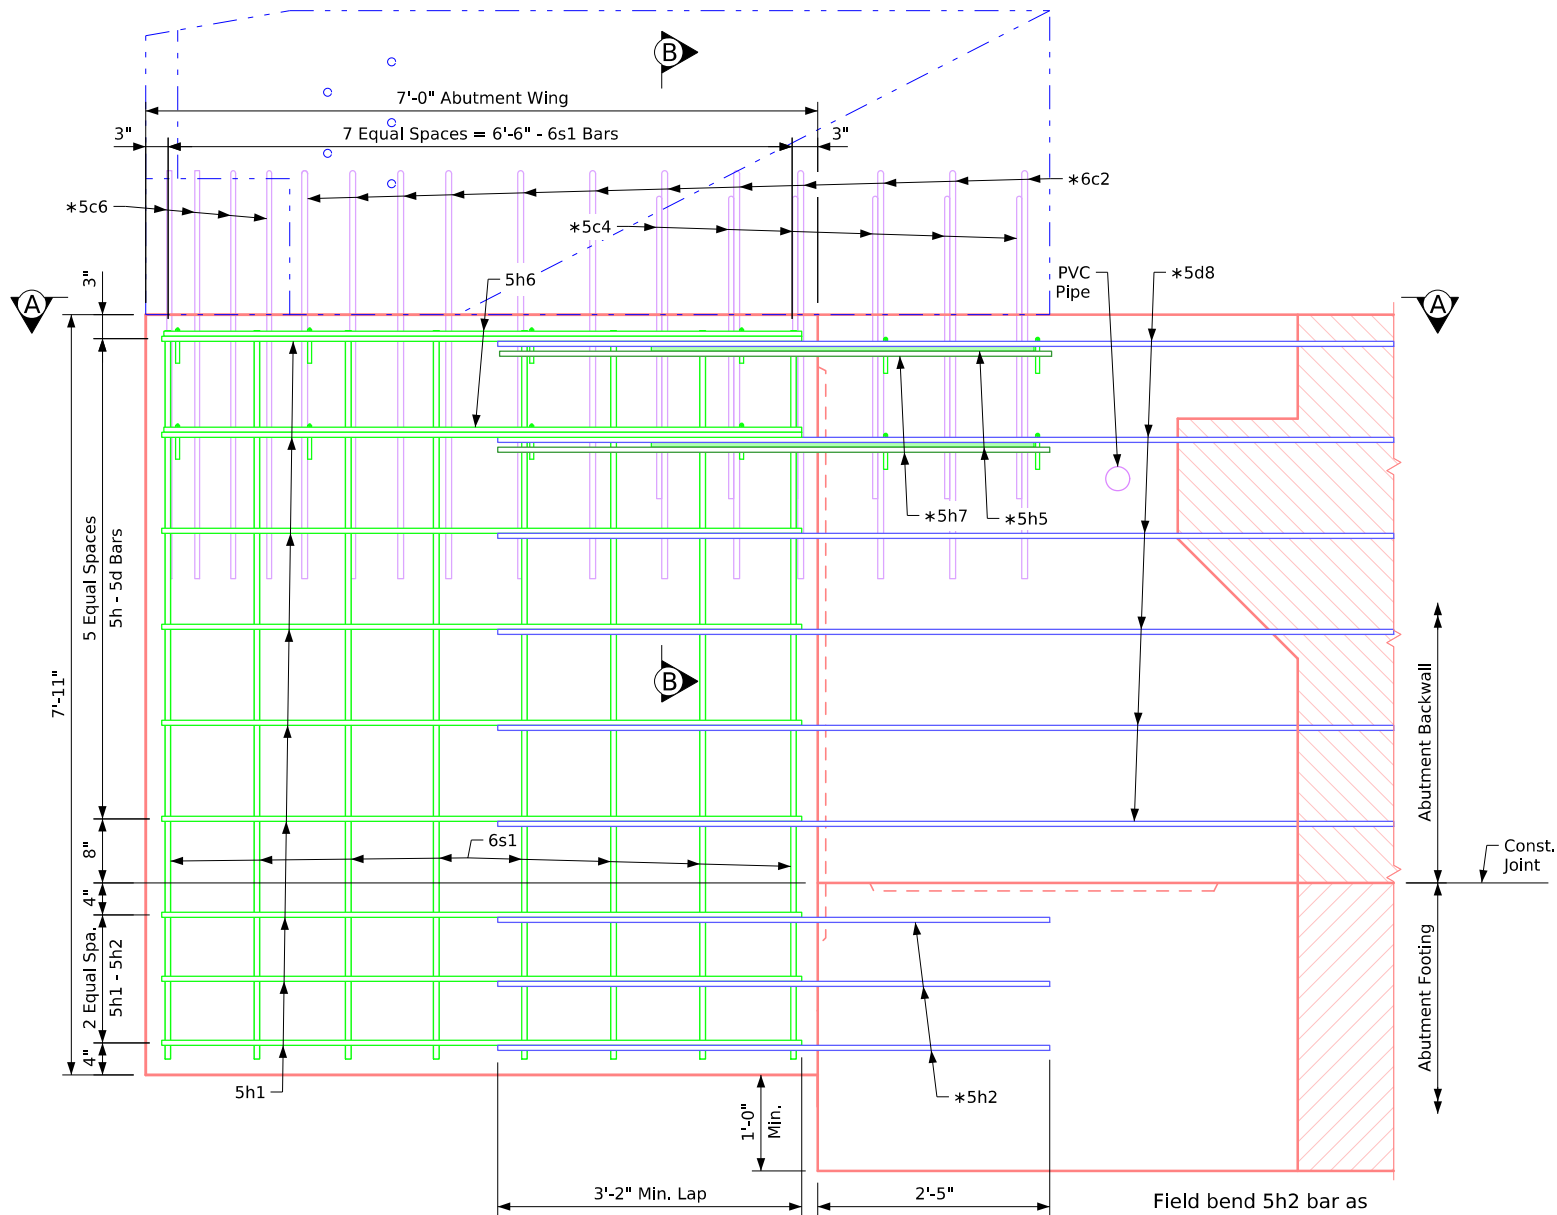 B
7'-0" Abutment Wing
3"
7 Equal Spaces = 6'-6" - 6s1 Bars
3"
∗6c2
∗5c6
∗5c4
3"
5h6
PVC
Pipe
∗5d8
A
A
5 Equal Spaces
5h - 5d Bars
∗5h7
∗5h5
7'-11"
B
Abutment Backwall
8"
6s1
Const.
Joint
4"
2 Equal Spa.
5h1 - 5h2
Abutment Footing
4"
5h1
∗5h2
1'-0"
Min.
3'-2" Min. Lap
2'-5"
Field bend 5h2 bar as